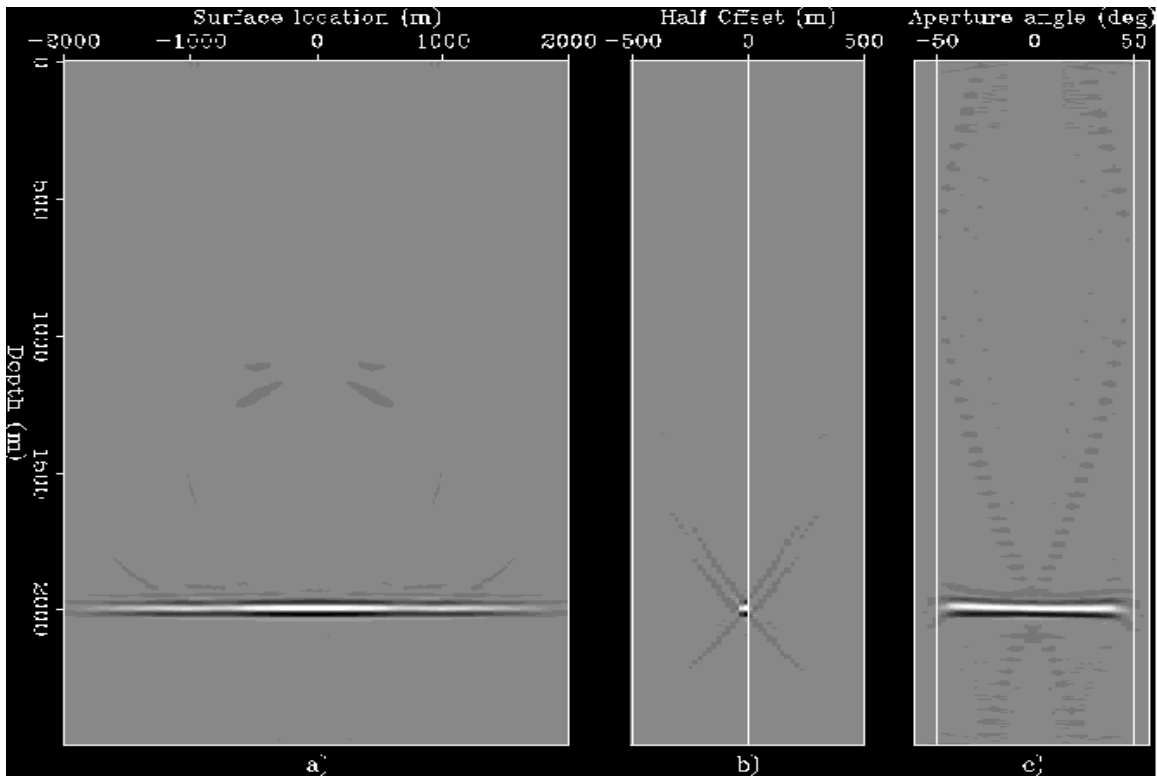 Surface location (m) Half Offset (m) Aperture angle (deg)
-2000 -1000 0 1000 2000 -500 0 500 -50 0 50
0
500
1000
1500
2000
Depth (m)
a) b) c)